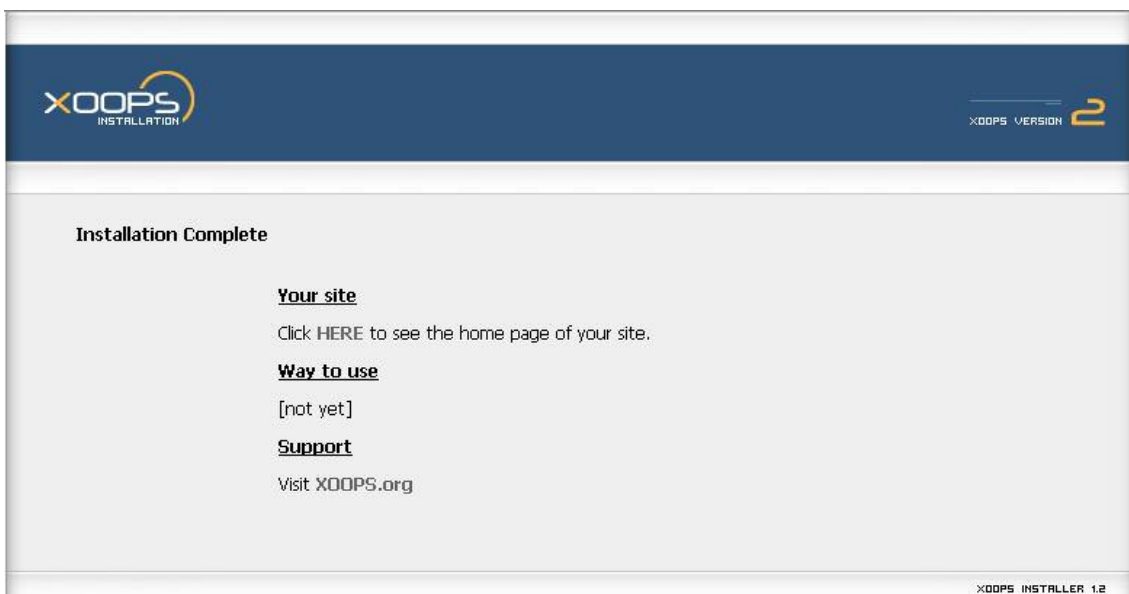 XOOPS
INSTALLATION
XOOPS VERSION 2
Installation Complete
Your site
Click HERE to see the home page of your site.
Way to use
[not yet]
Support
Visit XOOPS.org
XOOPS INSTALLER 1.2